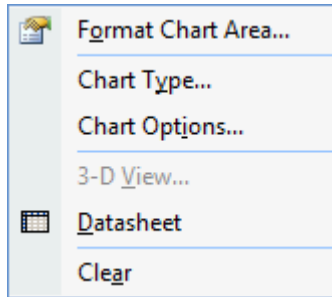 Format Chart Area...
Chart Type...
Chart Options...
3-D View...
Datasheet
Clear